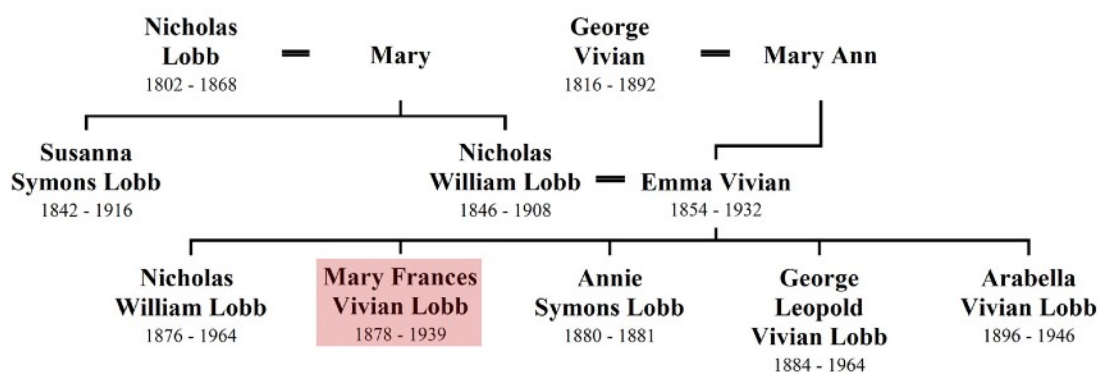 Nicholas
Lobb
1802 - 1868
Mary
George
Vivian
1816 - 1892
Mary Ann
Susanna
Symons Lobb
1842 - 1916
Nicholas
William Lobb
1846 - 1908
Emma Vivian
1854 - 1932
Nicholas
William Lobb
1876 - 1964
Mary Frances
Vivian Lobb
1878 - 1939
Annie
Symons Lobb
1880 - 1881
George
Leopold
Vivian Lobb
1884 - 1964
Arabella
Vivian Lobb
1896 - 1946